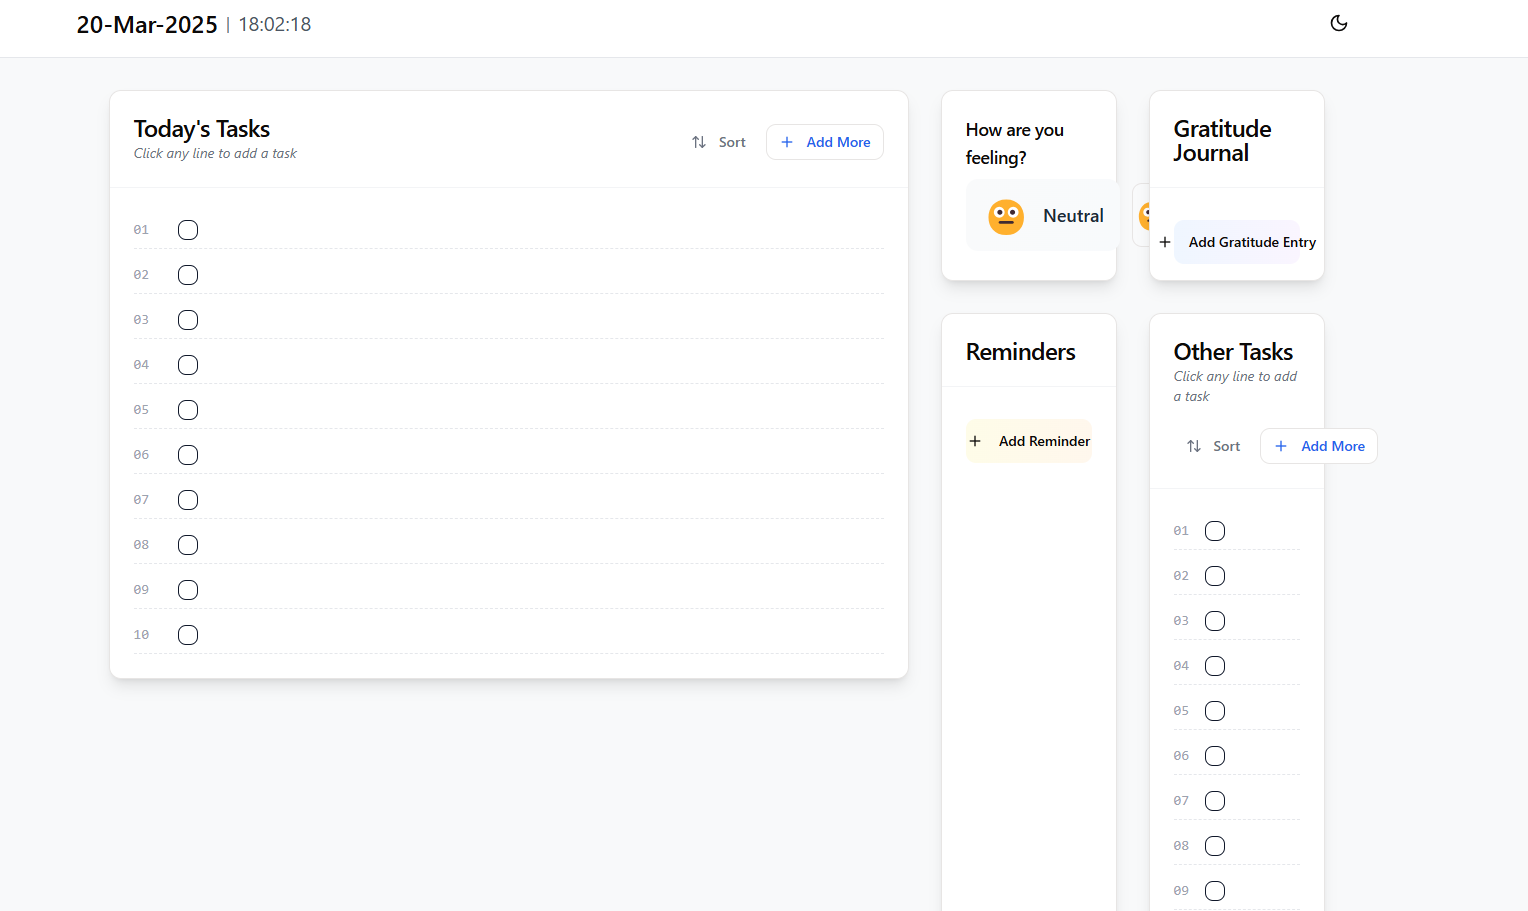 20-Mar-2025 | 18:02:18
Today's Tasks
Click any line to add a task
Sort
Add More
01
02
03
04
05
06
07
08
09
10
How are you
feeling?
Neutral
Gratitude
Journal
Add Gratitude Entry
Reminders
Add Reminder
Other Tasks
Click any line to add
a task
Sort
Add More
01
02
03
04
05
06
07
08
09